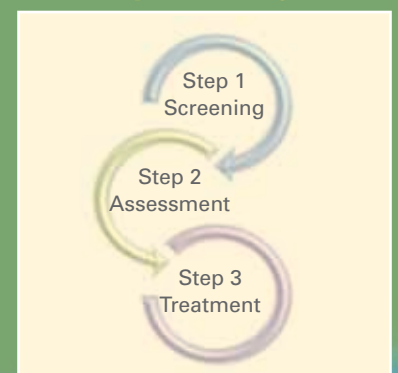 Step 1
Screening
Step 2
Assessment
Step 3
Treatment